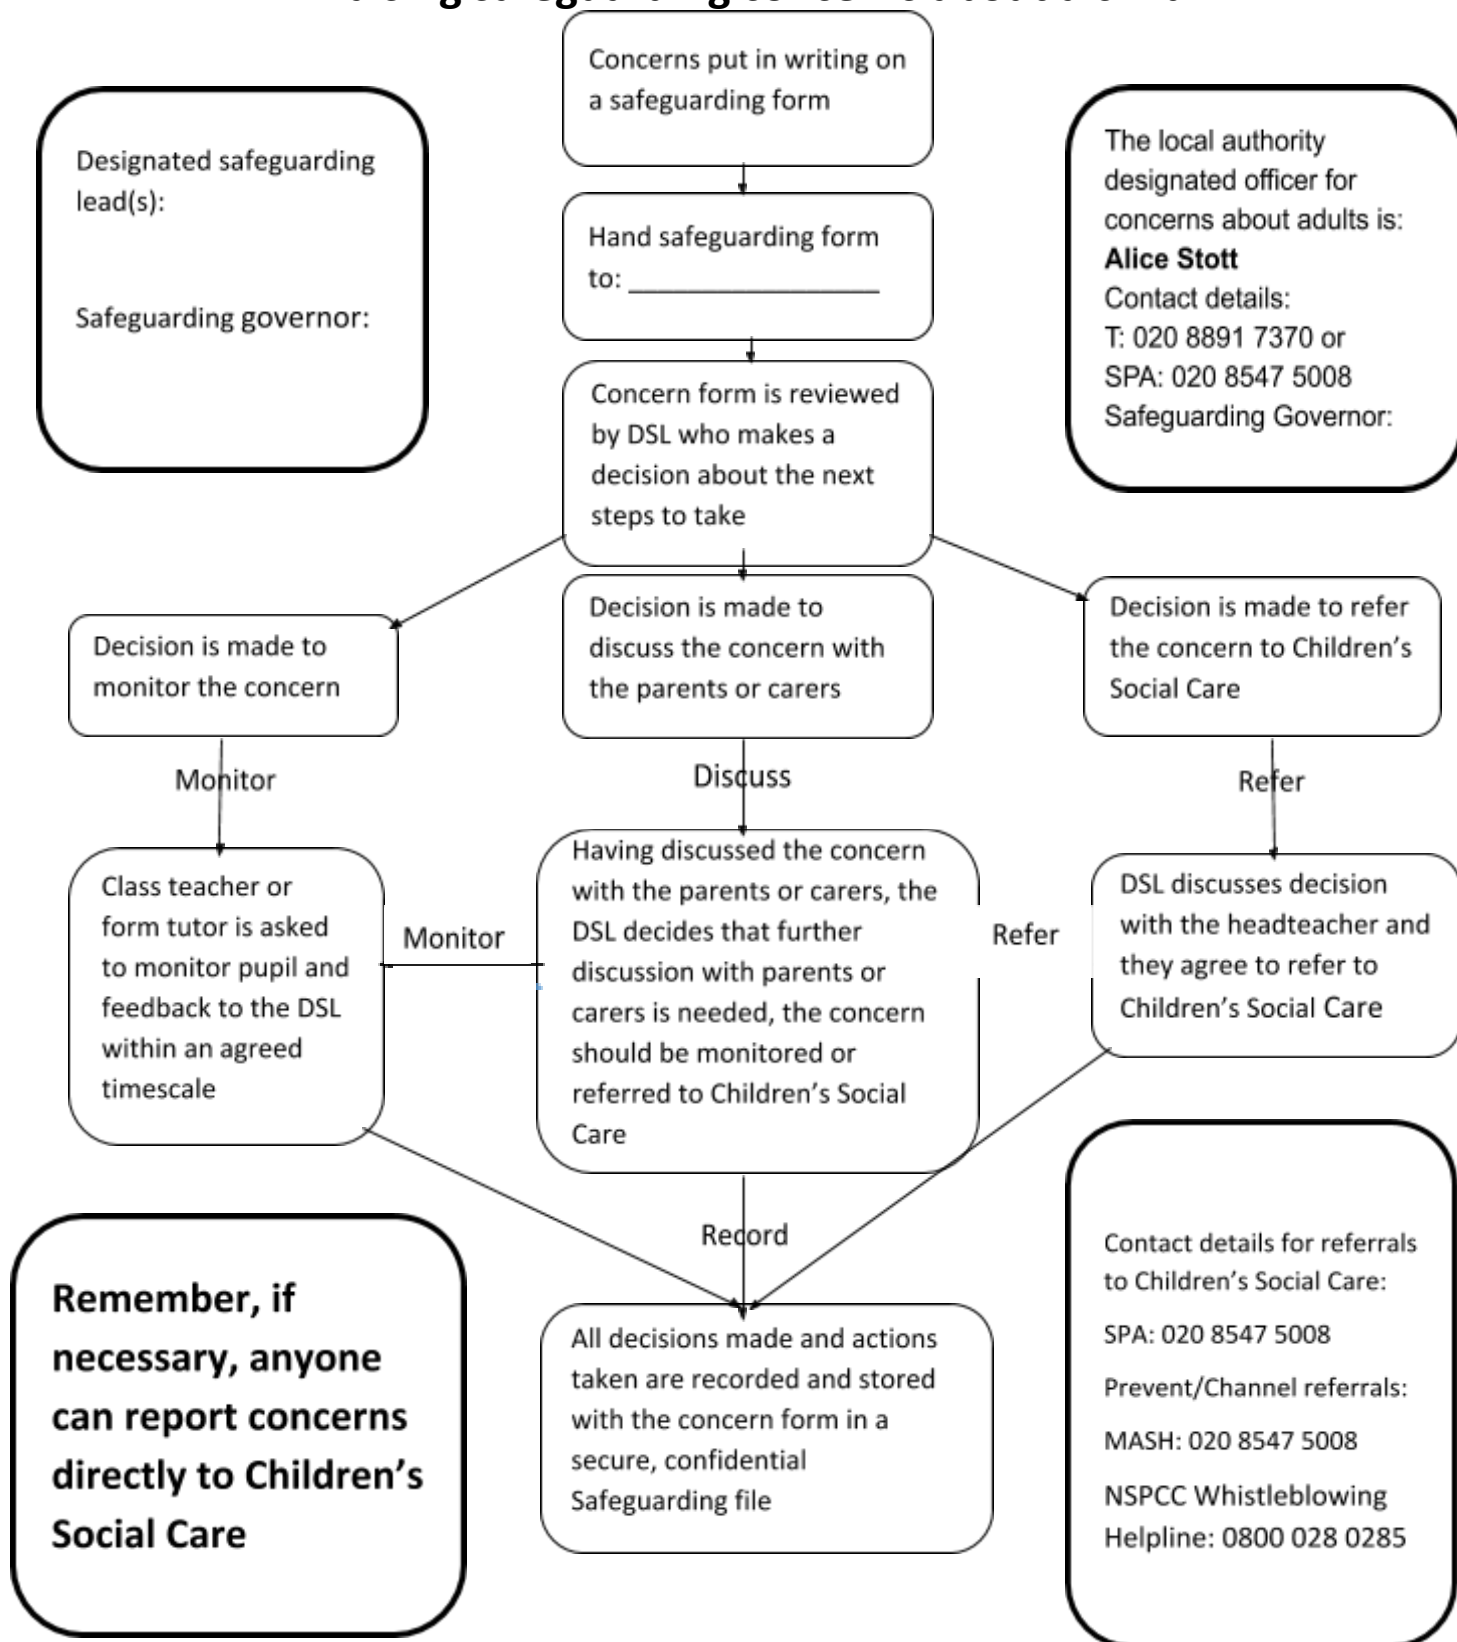 Concerns put in writing on
a safeguarding form
Designated safeguarding
lead(s):
Safeguarding governor:
The local authority
designated officer for
concerns about adults is:
Alice Stott
Contact details:
T: 020 8891 7370 or
SPA: 020 8547 5008
Safeguarding Governor:
Hand safeguarding form
to: __________________
Concern form is reviewed
by DSL who makes a
decision about the next
steps to take
Decision is made to
monitor the concern
Decision is made to
discuss the concern with
the parents or carers
Decision is made to refer
the concern to Children’s
Social Care
Monitor
Discuss
Refer
Class teacher or
form tutor is asked
to monitor pupil and
feedback to the DSL
within an agreed
timescale
Monitor
Having discussed the concern
with the parents or carers, the
DSL decides that further
discussion with parents or
carers is needed, the concern
should be monitored or
referred to Children’s Social
Care
Refer
DSL discusses decision
with the headteacher and
they agree to refer to
Children’s Social Care
Record
Remember, if
necessary, anyone
can report concerns
directly to Children’s
Social Care
All decisions made and actions
taken are recorded and stored
with the concern form in a
secure, confidential
Safeguarding file
Contact details for referrals
to Children’s Social Care:
SPA: 020 8547 5008
Prevent/Channel referrals:
MASH: 020 8547 5008
NSPCC Whistleblowing
Helpline: 0800 028 0285